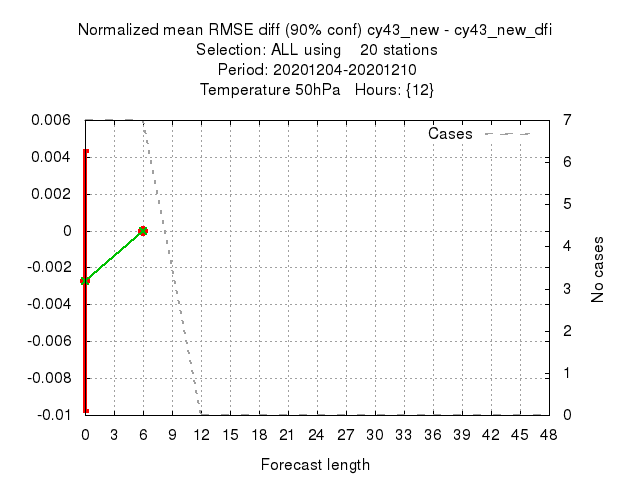 Normalized mean RMSE diff (90% conf) cy43_new - cy43_new_dfi
Selection: ALL using    20 stations
Period: 20201204-20201210
Temperature 50hPa   Hours: {12}
Cases
0.006
0.004
0.002
0
-0.002
-0.004
-0.006
-0.008
-0.01
7
6
5
4
3
2
1
0
No cases
0 3 6 9 12 15 18 21 24 27 30 33 36 39 42 45 48
Forecast length